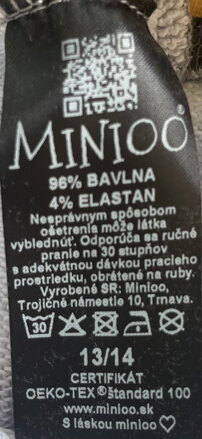 MINIOO®
96% BAVLNA
4% ELASTAN
Nesprávnym spôsobom
ošetrenia môže látka
vyblednúť. Odporúča sa ručné
pranie na 30 stupňov
s adekvátnou dávkou pracieho
prostriedku, obrátené na ruby.
Vyrobené SR: Minioo,
Trojičné námestie 10, Trnava.
30
13/14
CERTIFIKÁT
OEKO-TEX®štandard 100
www.minioo.sk
S láskou minioo